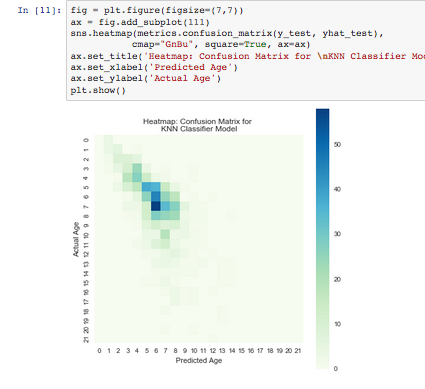 In [11]: fig = plt.figure(figsize=(7,7))
ax = fig.add_subplot(111)
sns.heatmap(metrics.confusion_matrix(y_test, yhat_test),
cmap="GnBu", square=True, ax=ax)
ax.set_title('Heatmap: Confusion Matrix for \nKNN Classifier Mo
ax.set_xlabel('Predicted Age')
ax.set_ylabel('Actual Age')
plt.show()
Heatmap: Confusion Matrix for
KNN Classifier Model
Actual Age
0 1 2 3 4 5 6 7 8 9 10 11 12 13 14 15 16 17 18 19 20 21
0 1 2 3 4 5 6 7 8 9 10 11 12 13 14 15 16 17 18 19 20 21
Predicted Age
50
40
30
20
10
0